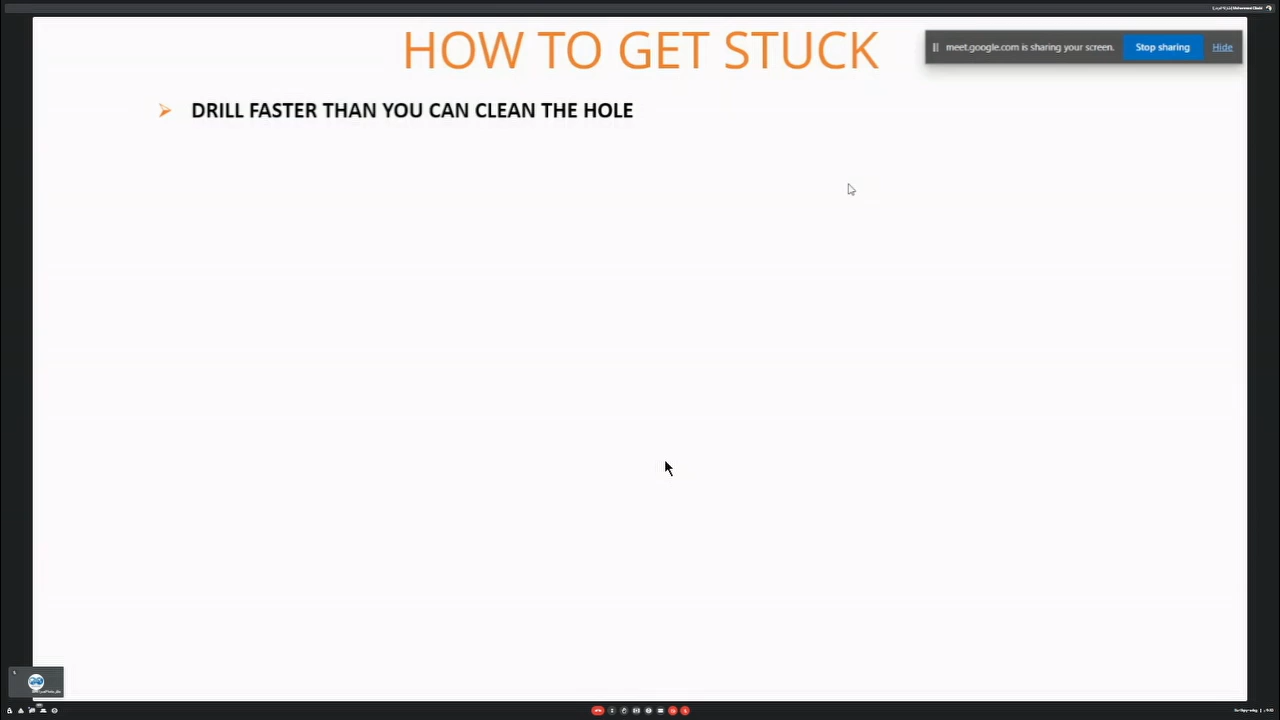 HOW TO GET STUCK
meet.google.com is sharing your screen.
Stop sharing
Hide
DRILL FASTER THAN YOU CAN CLEAN THE HOLE